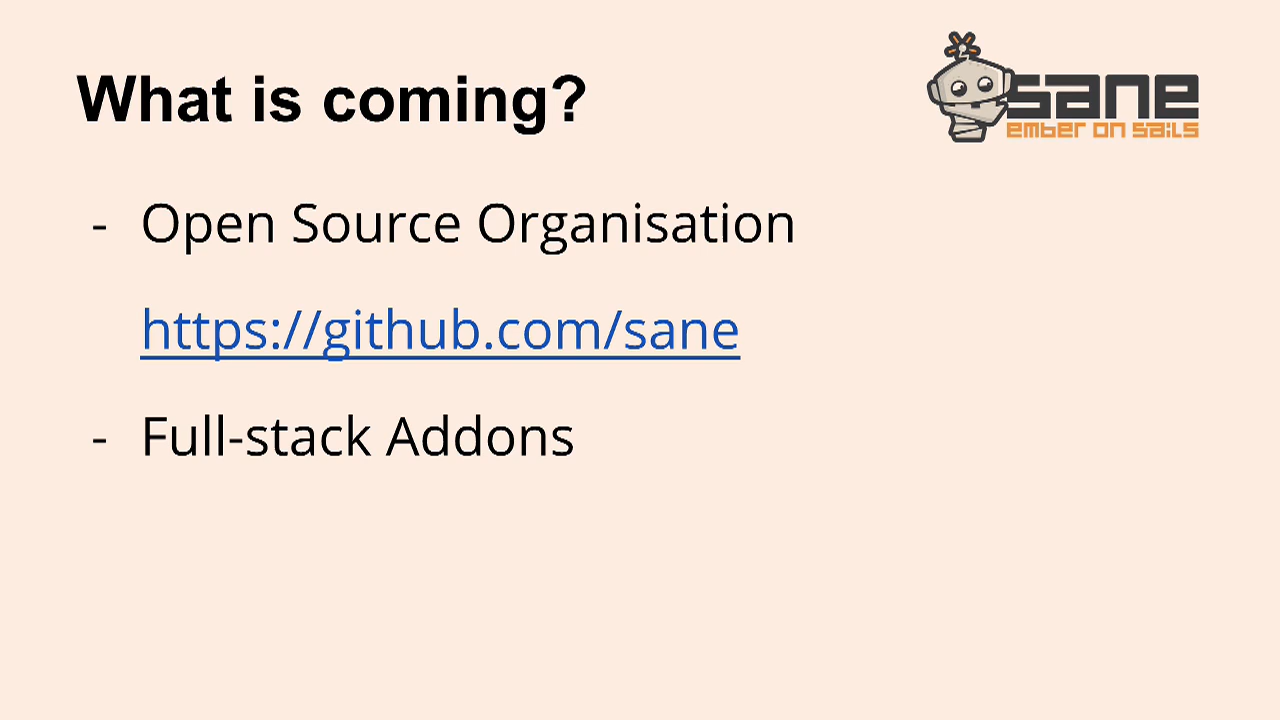 What is coming?
sane
ember on sails
- Open Source Organisation
https://github.com/sane
- Full-stack Addons